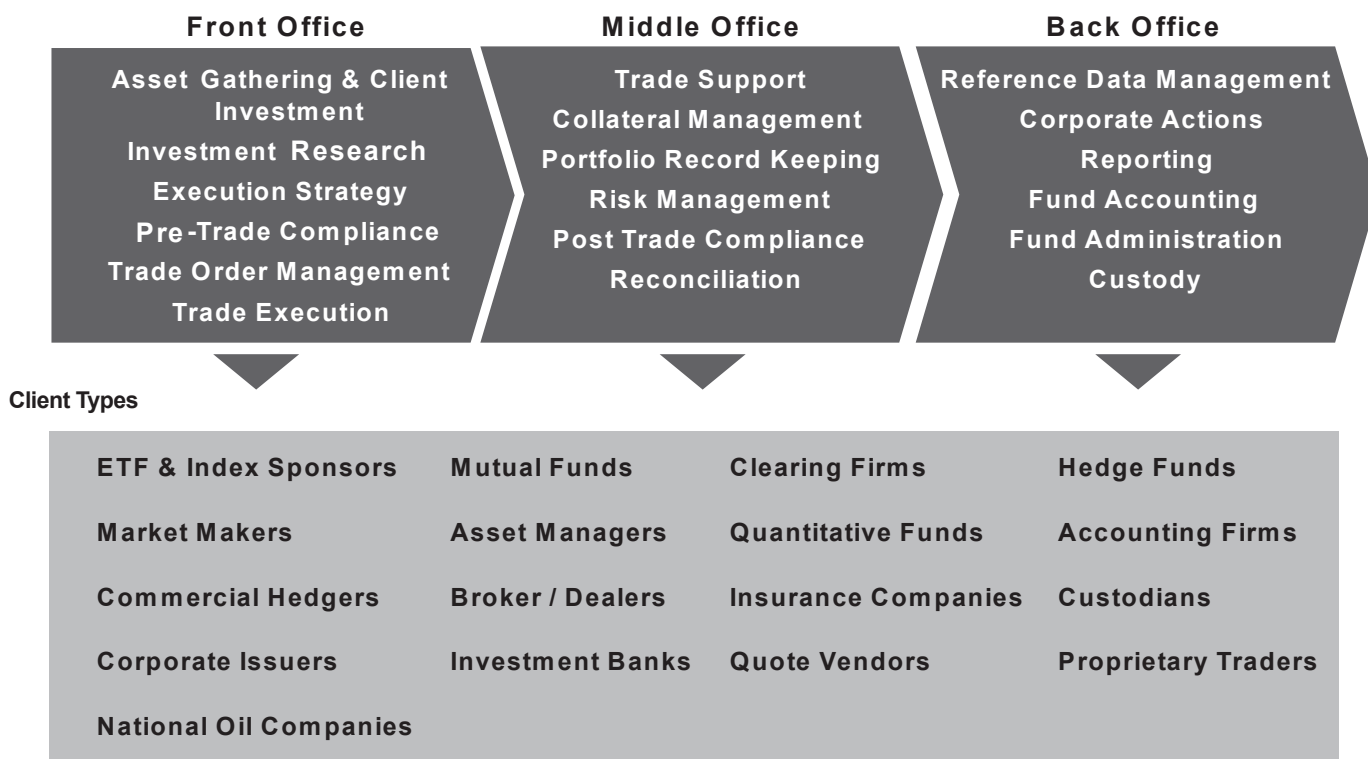 Front Office
Asset Gathering & Client
Investment
Investment Research
Execution Strategy
Pre-Trade Compliance
Trade Order Management
Trade Execution
Middle Office
Trade Support
Collateral Management
Portfolio Record Keeping
Risk Management
Post Trade Compliance
Reconciliation
Back Office
Reference Data Management
Corporate Actions
Reporting
Fund Accounting
Fund Administration
Custody
Client Types
ETF & Index Sponsors
Market Makers
Commercial Hedgers
Corporate Issuers
National Oil Companies
Mutual Funds
Asset Managers
Broker / Dealers
Investment Banks
Clearing Firms
Quantitative Funds
Insurance Companies
Quote Vendors
Hedge Funds
Accounting Firms
Custodians
Proprietary Traders